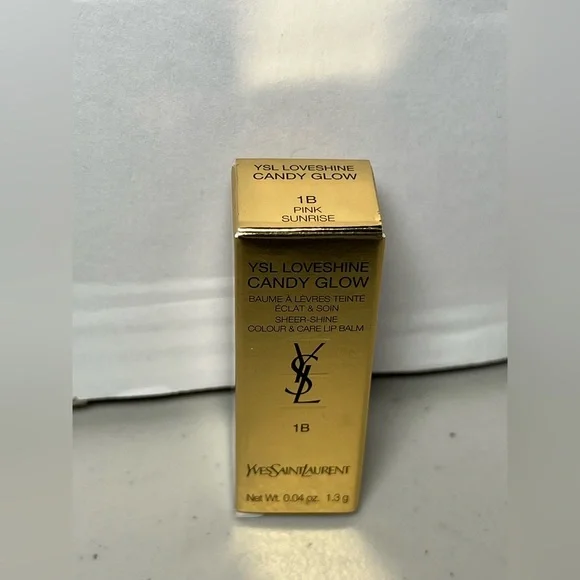 YSL LOVESHINE
CANDY GLOW
1B
PINK
SUNRISE
YSL LOVESHINE
CANDY GLOW
BAUME À LÈVRES TEINTÉ
ÉCLAT & SOIN
SHEER-SHINE
COLOUR & CARE LIP BALM
YSL
1B
YVESSAINTLAURENT
Net Wt. 0.04 oz. 1.3 g